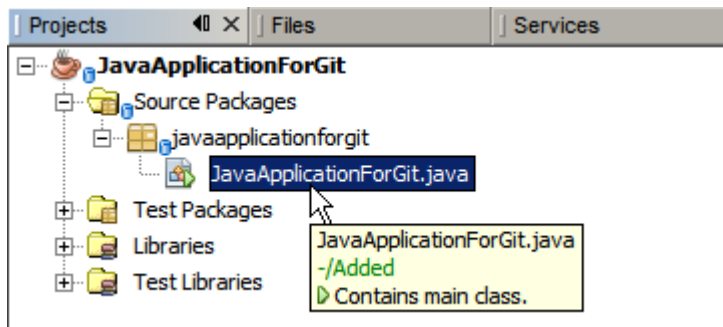 Projects
Files
Services
JavaApplicationForGit
Source Packages
javaapplicationforgit
JavaApplicationForGit.java
Test Packages
Libraries
Test Libraries
JavaApplicationForGit.java
-/Added
Contains main class.